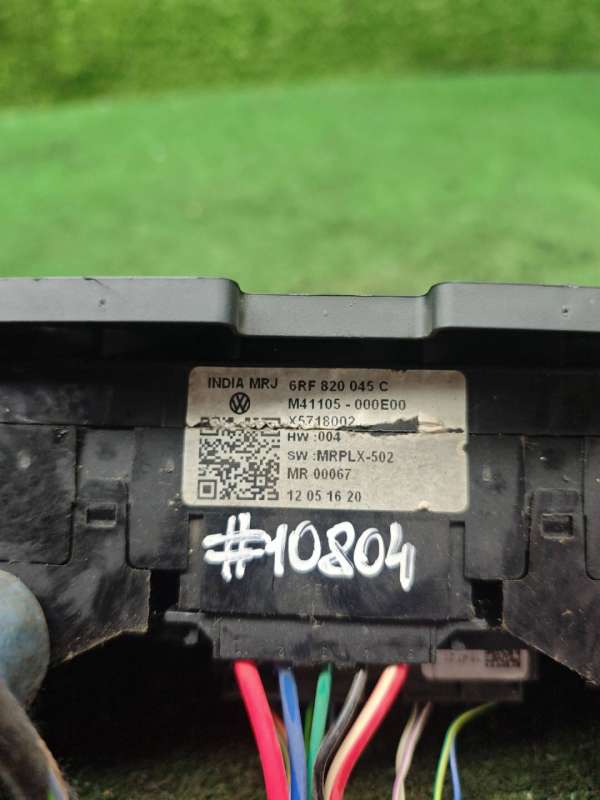 INDIA MRJ 6RF 820 045 C
M41105 - 000E00
X5718002
HW :004
SW :MRPLX-502
MR 00067
12 05 16 20
#10804